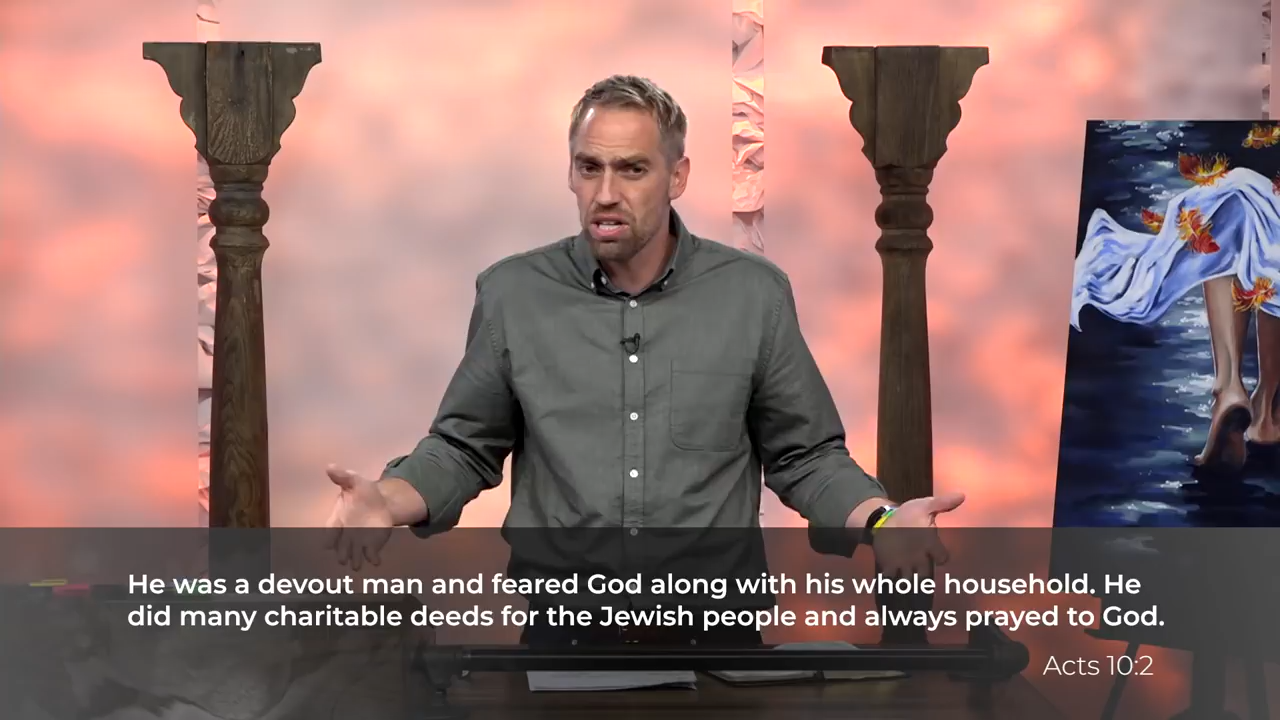 He was a devout man and feared God along with his whole household. He
did many charitable deeds for the Jewish people and always prayed to God.
Acts 10:2